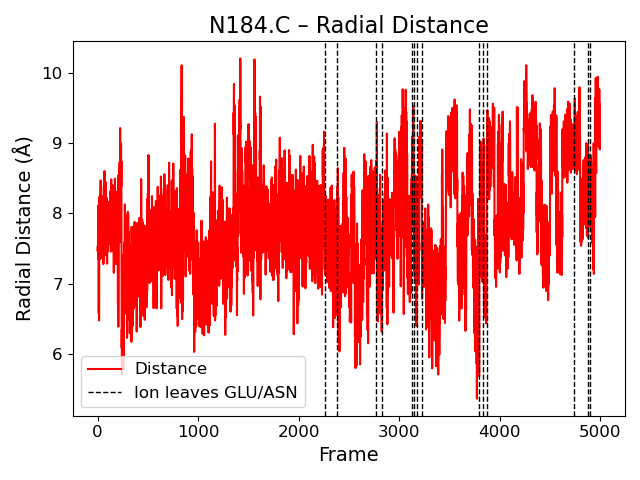 N184.C – Radial Distance
Radial Distance (Å)
10
9
8
7
6
Distance
Ion leaves GLU/ASN
0 1000 2000 3000 4000 5000
Frame